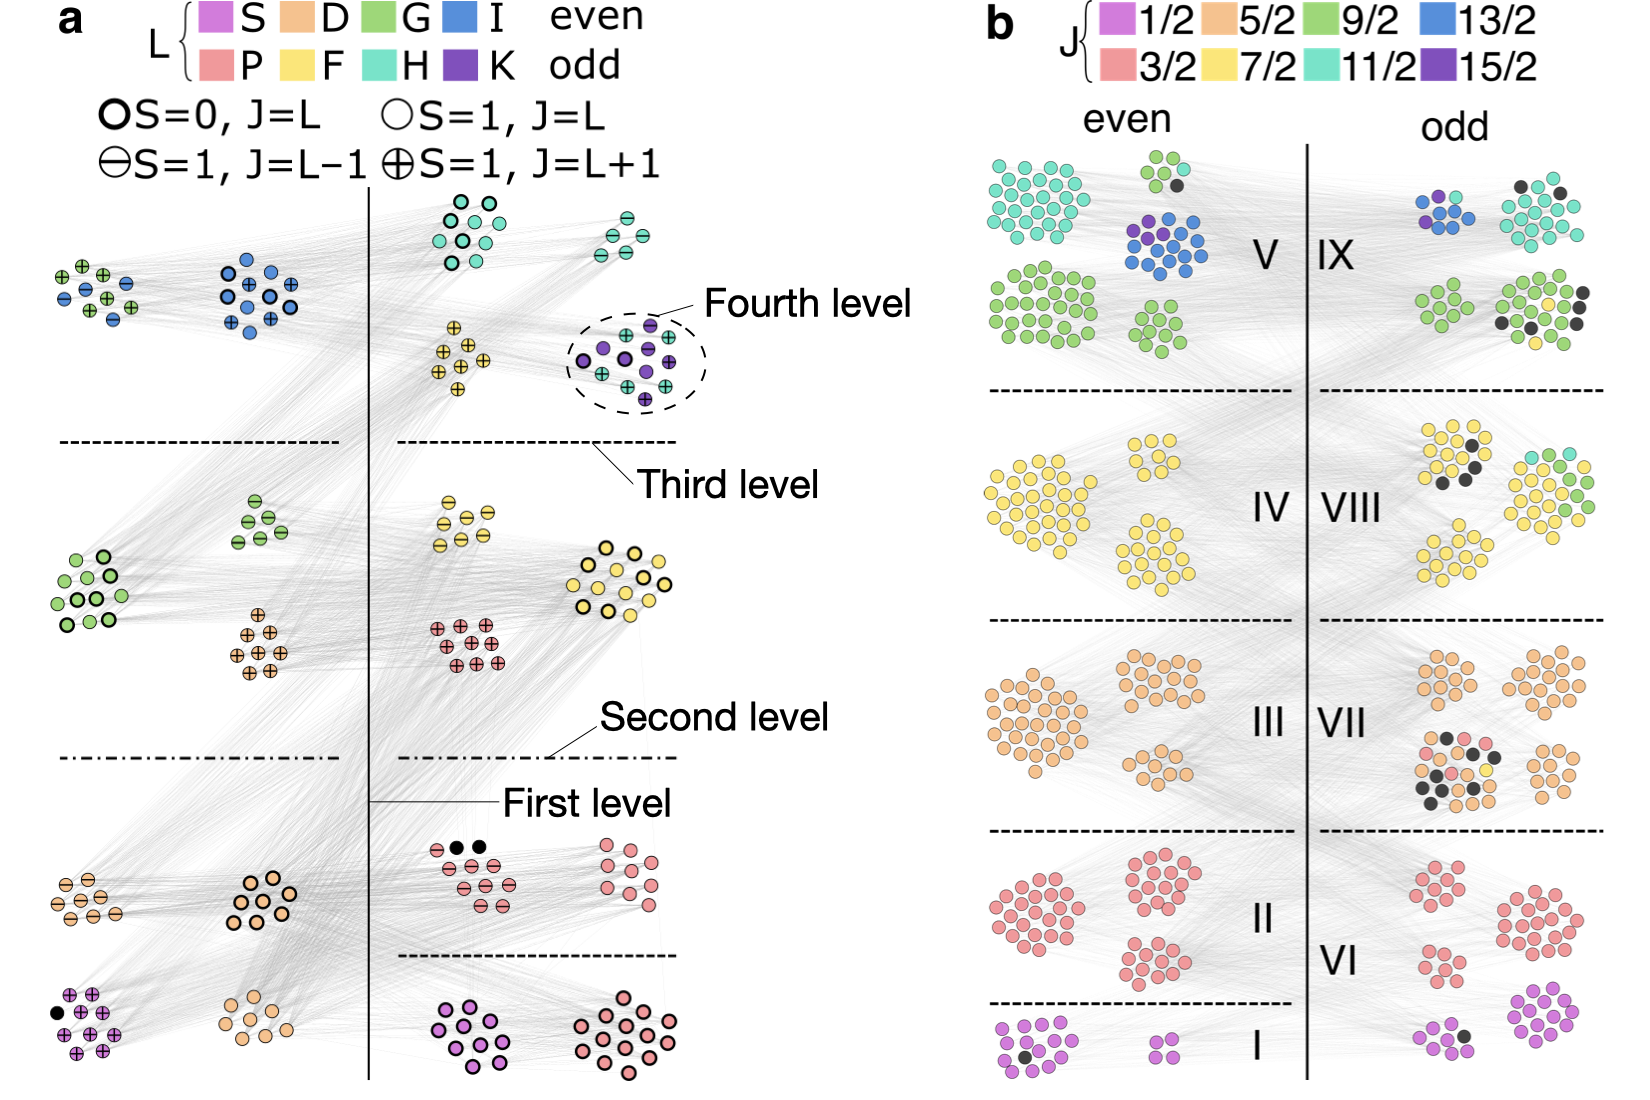 a
S D G I even
L
P F H K odd
S=0, J=L S=1, J=L
S=1, J=L−1 S=1, J=L+1
Fourth level
Third level
Second level
First level
b
1/2 5/2 9/2 13/2
J
3/2 7/2 11/2 15/2
even odd
V IX
IV VIII
III VII
II
VI
I